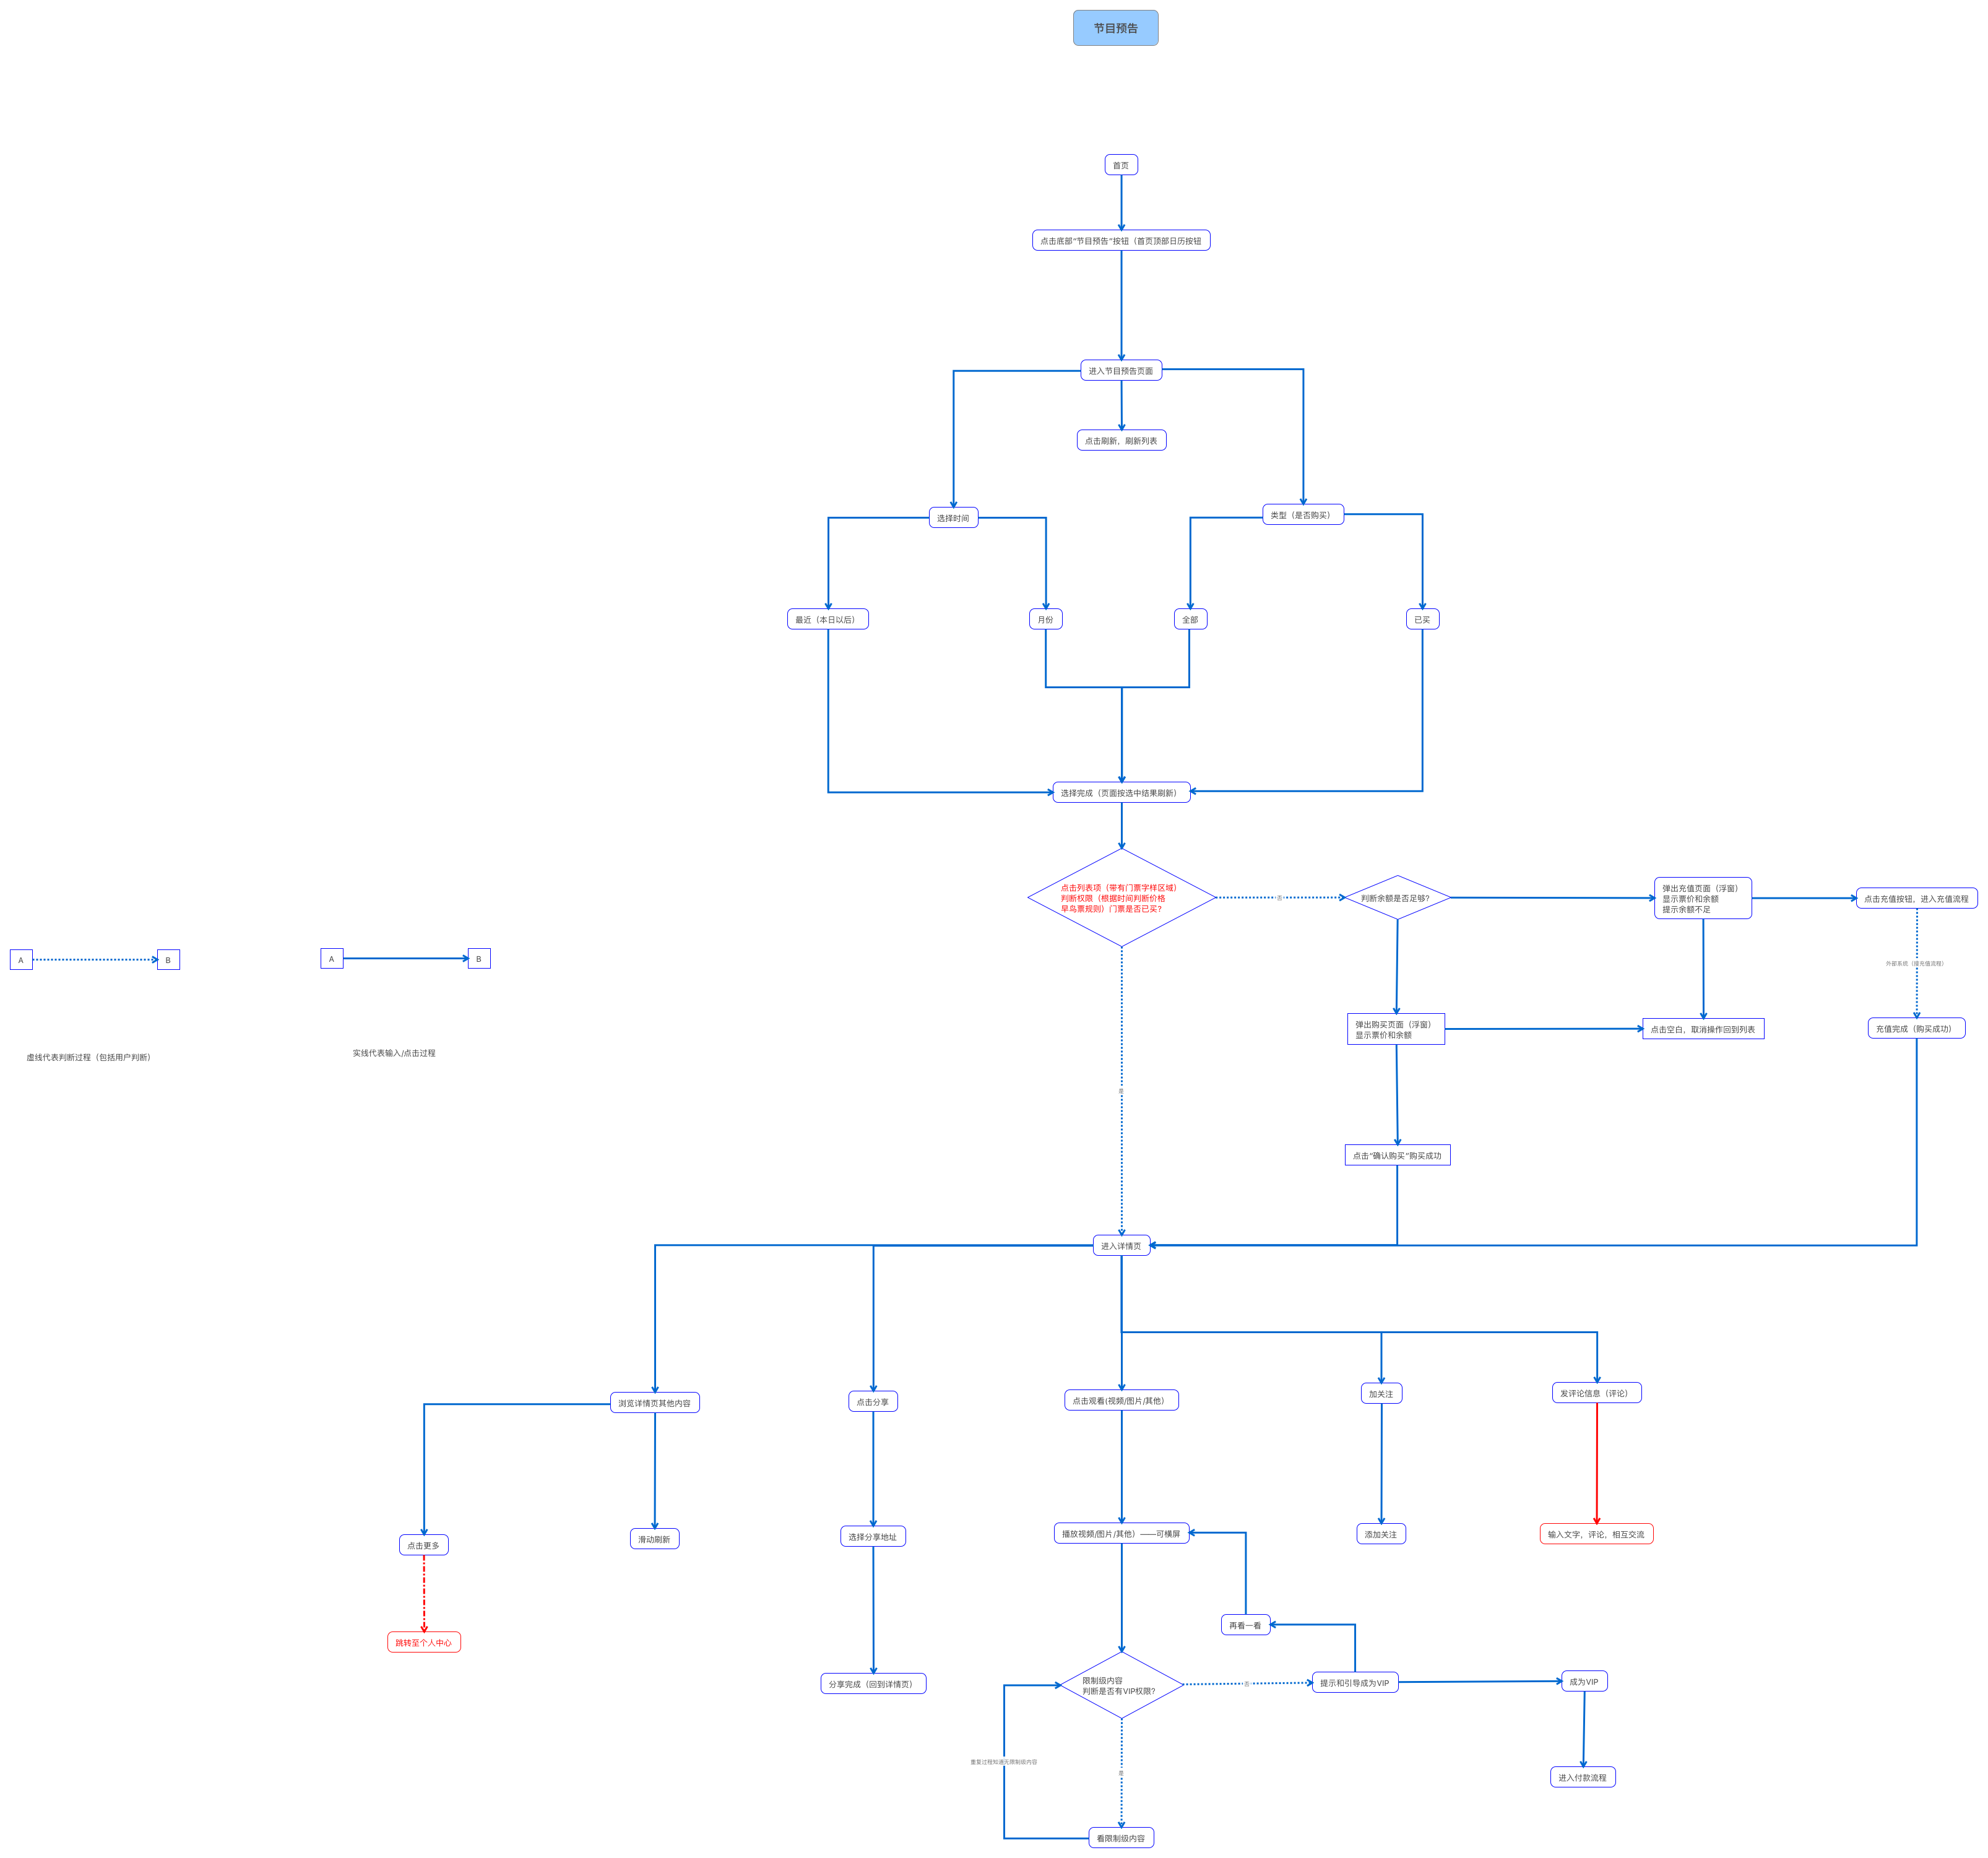 节目预告
首页
点击底部“节目预告”按钮（首页顶部日历按钮
进入节目预告页面
点击刷新，刷新列表
选择时间
类型（是否购买）
最近（本日以后）
月份
全部
已买
选择完成（页面按选中结果刷新）
点击列表项（带有门票字样区域）
判断权限（根据时间判断价格
早鸟票规则）门票是否已买?
否
判断余额是否足够?
弹出充值页面（浮窗）
显示票价和余额
提示余额不足
点击充值按钮，进入充值流程
A
B
A
B
外部系统（接充值流程）
弹出购买页面（浮窗）
显示票价和余额
点击空白，取消操作回到列表
充值完成（购买成功）
虚线代表判断过程（包括用户判断）
实线代表输入/点击过程
是
点击“确认购买”购买成功
进入详情页
浏览详情页其他内容
点击分享
点击观看(视频/图片/其他）
加关注
发评论信息（评论）
点击更多
滑动刷新
选择分享地址
播放视频/图片/其他）——可横屏
添加关注
输入文字，评论，相互交流
再看一看
跳转至个人中心
分享完成（回到详情页）
限制级内容
判断是否有VIP权限?
否
提示和引导成为VIP
成为VIP
重复过程知道无限制级内容
是
进入付款流程
看限制级内容